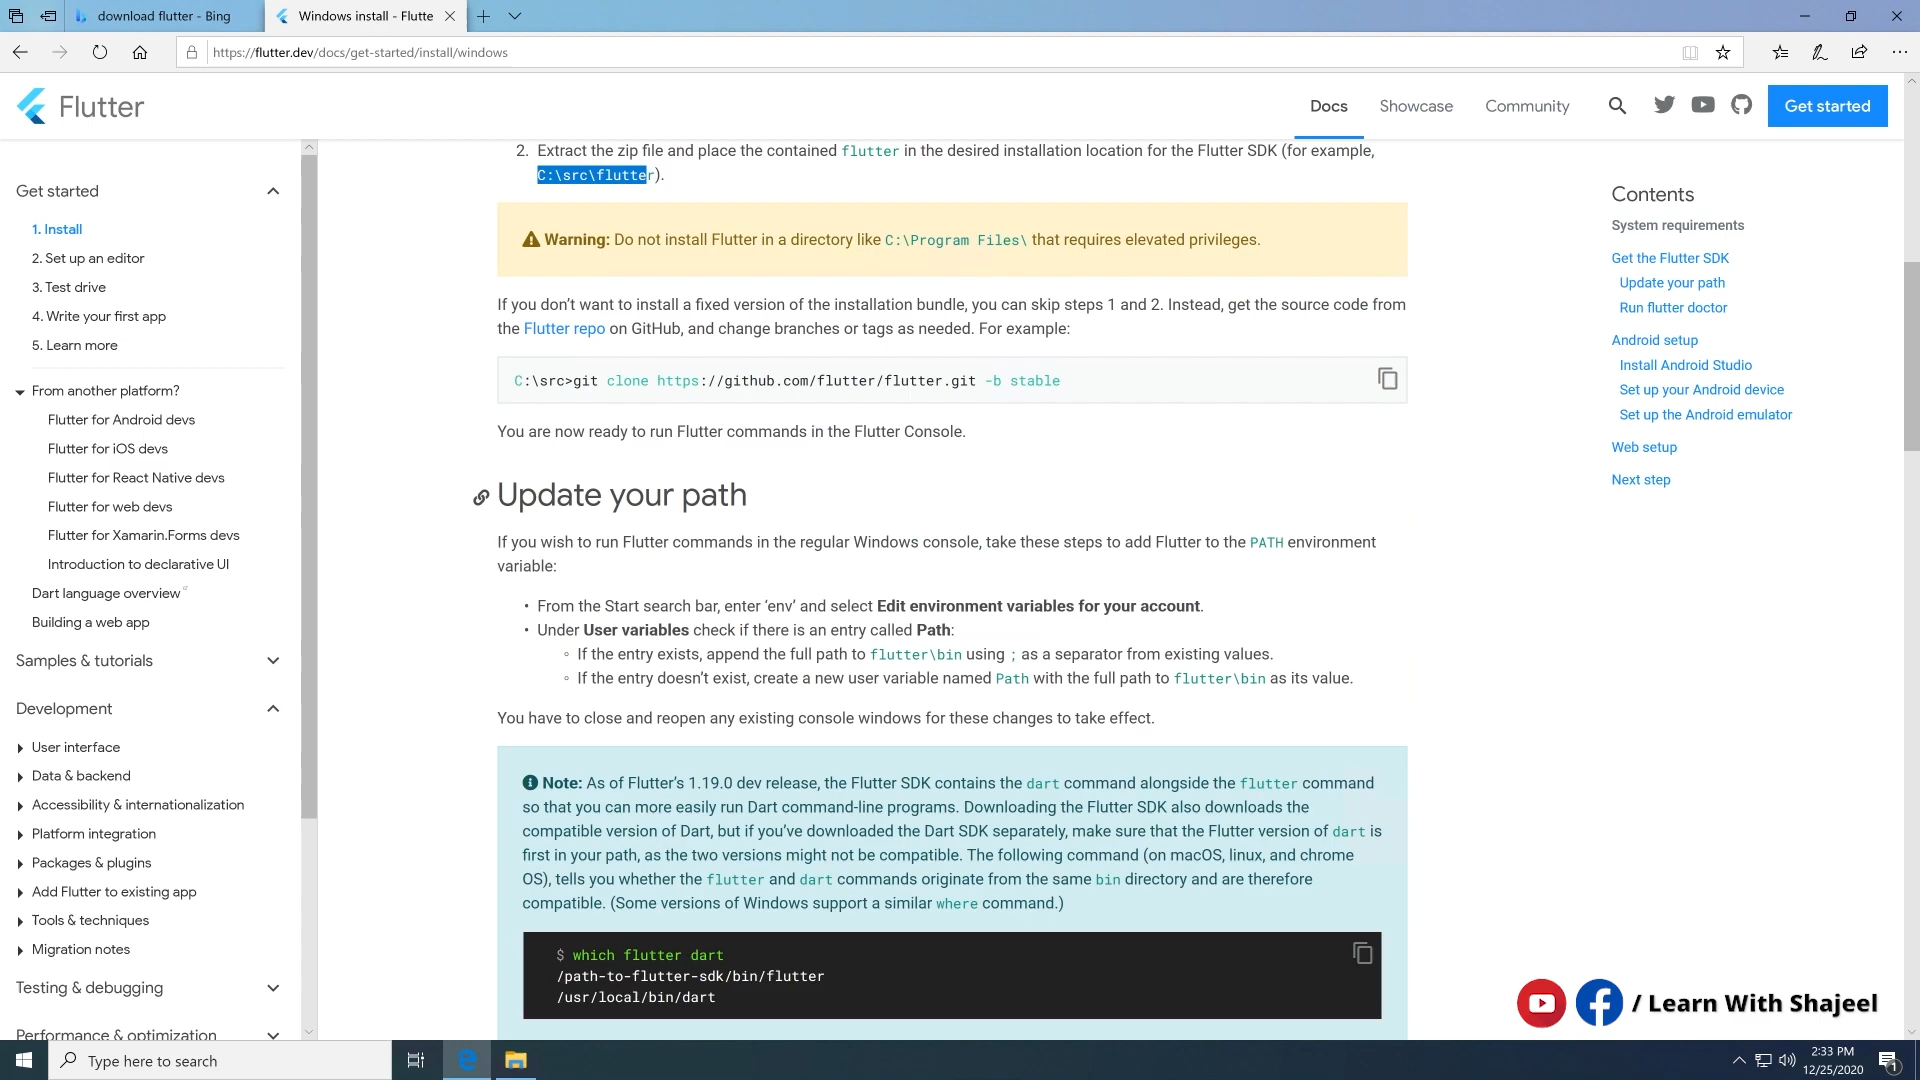 download flutter - Bing
Windows install - Flutte
https://flutter.dev/docs/get-started/install/windows
Flutter
Docs
Showcase
Community
Get started
2. Extract the zip file and place the contained flutter in the desired installation location for the Flutter SDK (for example,
C:\src\flutter).
Get started
1. Install
2. Set up an editor
3. Test drive
4. Write your first app
5. Learn more
From another platform?
Flutter for Android devs
Flutter for iOS devs
Flutter for React Native devs
Flutter for web devs
Flutter for Xamarin.Forms devs
Introduction to declarative UI
Dart language overview
Building a web app
Samples & tutorials
Development
User interface
Data & backend
Accessibility & internationalization
Platform integration
Packages & plugins
Add Flutter to existing app
Tools & techniques
Migration notes
Testing & debugging
Performance & optimization
Warning: Do not install Flutter in a directory like C:\Program Files\ that requires elevated privileges.
If you don’t want to install a fixed version of the installation bundle, you can skip steps 1 and 2. Instead, get the source code from
the Flutter repo on GitHub, and change branches or tags as needed. For example:
C:\src>git clone https://github.com/flutter/flutter.git -b stable
You are now ready to run Flutter commands in the Flutter Console.
Update your path
If you wish to run Flutter commands in the regular Windows console, take these steps to add Flutter to the PATH environment
variable:
• From the Start search bar, enter ‘env’ and select Edit environment variables for your account.
• Under User variables check if there is an entry called Path:
◦ If the entry exists, append the full path to flutter\bin using ; as a separator from existing values.
◦ If the entry doesn’t exist, create a new user variable named Path with the full path to flutter\bin as its value.
You have to close and reopen any existing console windows for these changes to take effect.
Note: As of Flutter’s 1.19.0 dev release, the Flutter SDK contains the dart command alongside the flutter command
so that you can more easily run Dart command-line programs. Downloading the Flutter SDK also downloads the
compatible version of Dart, but if you’ve downloaded the Dart SDK separately, make sure that the Flutter version of dart is
first in your path, as the two versions might not be compatible. The following command (on macOS, linux, and chrome
OS), tells you whether the flutter and dart commands originate from the same bin directory and are therefore
compatible. (Some versions of Windows support a similar where command.)
$ which flutter dart
/path-to-flutter-sdk/bin/flutter
/usr/local/bin/dart
Contents
System requirements
Get the Flutter SDK
Update your path
Run flutter doctor
Android setup
Install Android Studio
Set up your Android device
Set up the Android emulator
Web setup
Next step
/ Learn With Shajeel
Type here to search
2:33 PM
12/25/2020
1